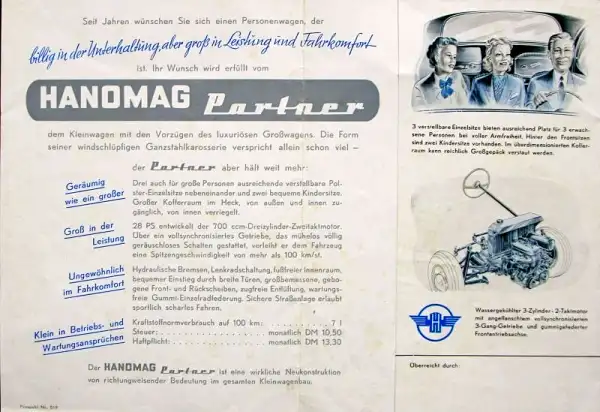 Seit Jahren wünschen Sie sich einen Personenwagen, der
billig in der Unterhaltung, aber groß in Leistung und Fahrkomfort
ist. Ihr Wunsch wird erfüllt vom
HANOMAG Partner
dem Kleinwagen mit den Vorzügen des luxuriösen Großwagens. Die Form
seiner windschlüpfigen Ganzstahlkarosserie verspricht allein schon viel –
der Partner aber hält weit mehr:
Geräumig
wie ein großer
Drei auch für große Personen ausreichende verstellbare Pol-
ster-Einzelsitze nebeneinander und zwei bequeme Kindersitze.
Großer Kofferraum im Heck, von außen und innen zu-
gänglich, von innen verriegelt.
Groß in der
Leistung
28 PS entwickelt der 700 ccm-Dreizylinder-Zweitaktmotor.
Über ein vollsynchronisiertes Getriebe, das mühelos völlig
geräuschloses Schalten gestattet, verleiht er dem Fahrzeug
eine Spitzengeschwindigkeit von mehr als 100 km/st.
Ungewöhnlich
im Fahrkomfort
Hydraulische Bremsen, Lenkradschaltung, fußfreier Innenraum,
bequemer Einstieg durch breite Türen, großbemessene, gebo-
gene Front- und Rückscheiben, zugfreie Entlüftung, wartungs-
freie Gummi-Einzelradfederung. Sichere Straßenlage erlaubt
sportlich scharfes Fahren.
Klein in Betriebs- und
Wartungsansprüchen
Kraftstoffnormverbrauch auf 100 km: . . . . . . . . . 7 l
Steuer: . . . . . . . . . . . . . . . monatlich DM 10,50
Haftpflicht: . . . . . . . . . . . . . monatlich DM 13,30
Der HANOMAG Partner ist eine wirkliche Neukonstruktion
von richtungweisender Bedeutung im gesamten Kleinwagenbau.
3 verstellbare Einzelsitze bieten ausreichend Platz für 3 erwach-
sene Personen bei voller Armfreiheit. Hinter den Frontsitzen
sind zwei Kindersitze vorhanden. Im überdimensionierten Koffer-
raum kann reichlich Großgepäck verstaut werden.
H
Wassergekühlter 3-Zylinder-2-Taktmotor
mit angeflanschtem vollsynchronisierten
3-Gang-Getriebe und gummigefederter
Frontantriebsachse.
Überreicht durch: